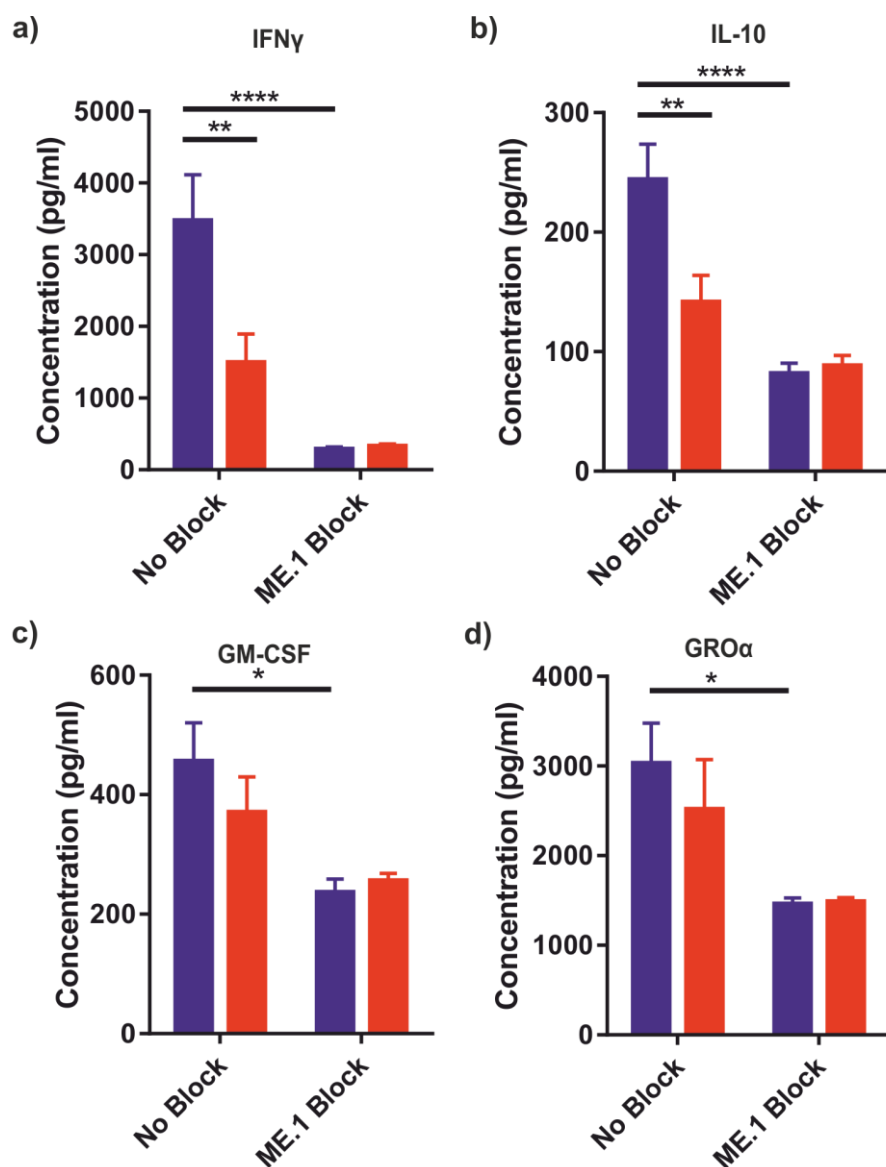 a)
IFNγ
Concentration (pg/ml)
5000
4000
3000
2000
1000
0
****
**
No Block
ME.1 Block
b)
IL-10
Concentration (pg/ml)
300
200
100
0
****
**
No Block
ME.1 Block
c)
GM-CSF
Concentration (pg/ml)
600
400
200
0
*
No Block
ME.1 Block
d)
GROα
Concentration (pg/ml)
4000
3000
2000
1000
0
*
No Block
ME.1 Block